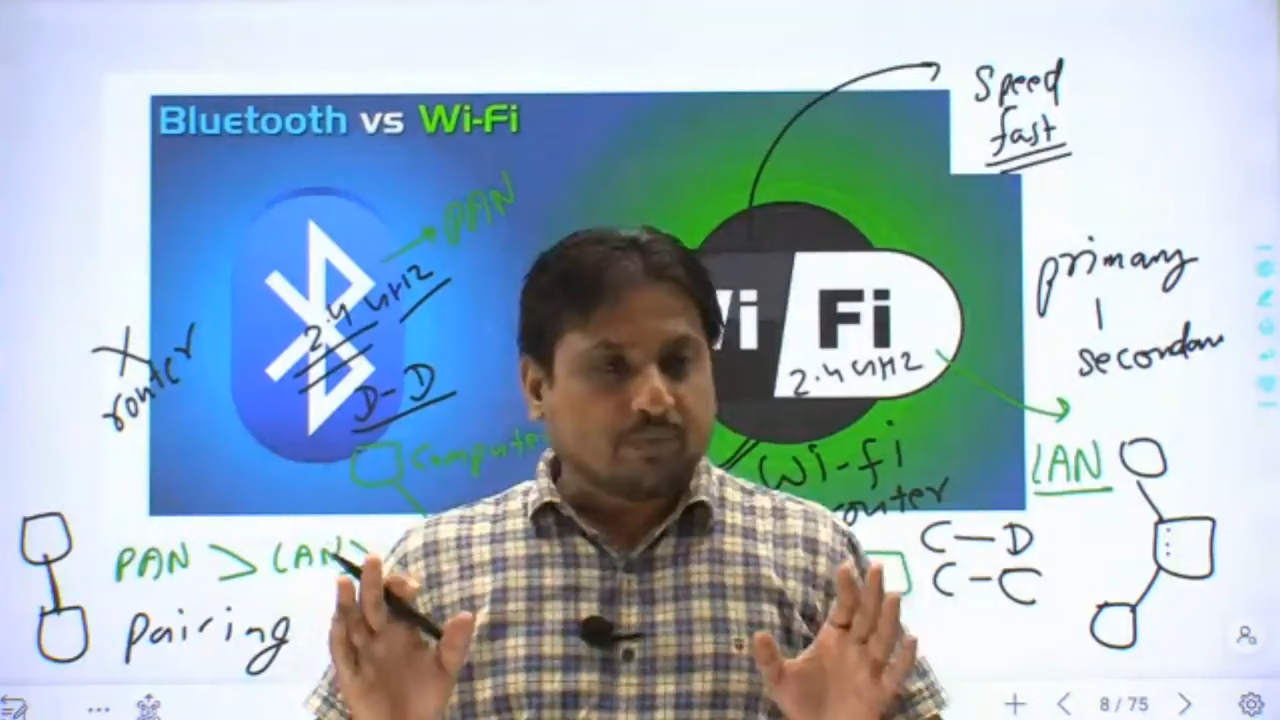 Bluetooth vs Wi-Fi
Speed
fast
PAN
2.4 GHZ
D-D
X
router
Fi
2.4 GHZ
primary
secondary
Computer
Wi-fi
router
LAN
PAN > LAN >
C-D
C-C
pairing
8/75